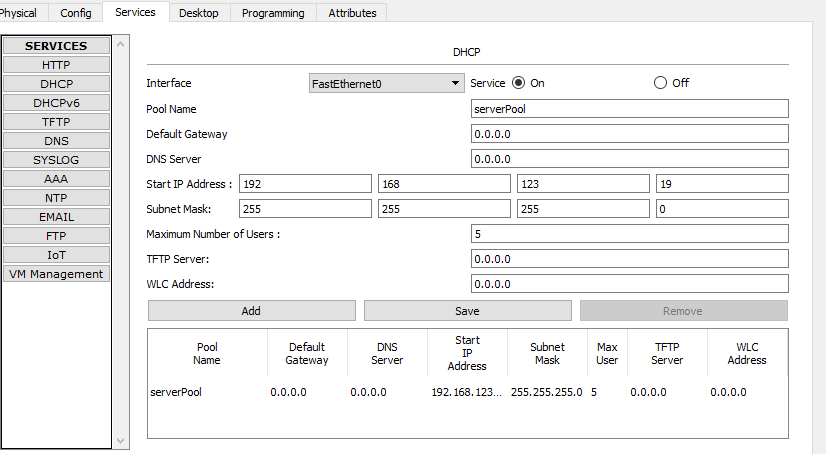 Physical Config Services Desktop Programming Attributes
SERVICES
HTTP
DHCP
DHCPv6
TFTP
DNS
SYSLOG
AAA
NTP
EMAIL
FTP
IoT
VM Management
DHCP
Interface FastEthernet0 Service On Off
Pool Name serverPool
Default Gateway 0.0.0.0
DNS Server 0.0.0.0
Start IP Address : 192 168 123 19
Subnet Mask: 255 255 255 0
Maximum Number of Users : 5
TFTP Server: 0.0.0.0
WLC Address: 0.0.0.0
Add Save Remove
Pool Name
Default Gateway
DNS Server
Start IP Address
Subnet Mask
Max User
TFTP Server
WLC Address
serverPool 0.0.0.0 0.0.0.0 192.168.123... 255.255.255.0 5 0.0.0.0 0.0.0.0